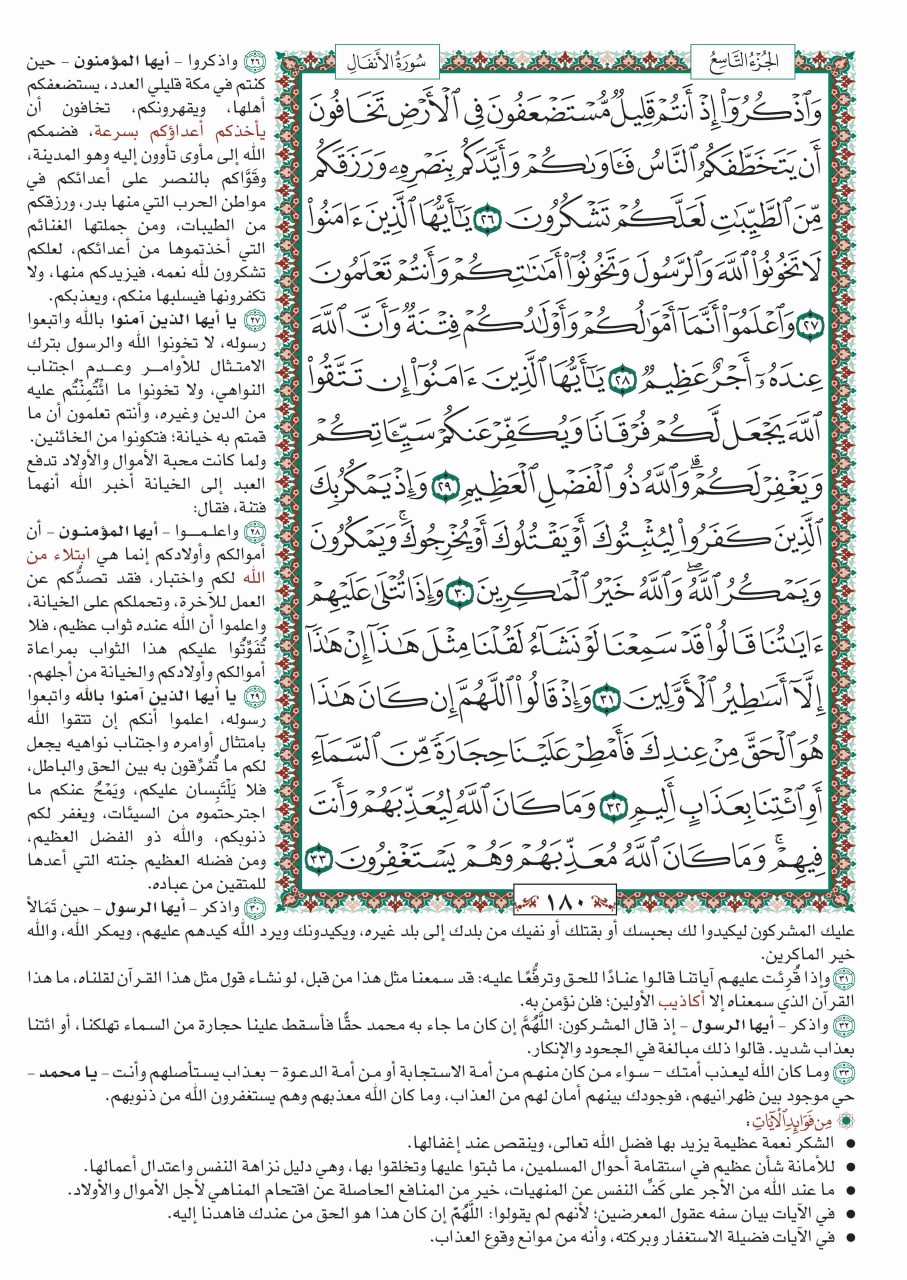 الجُزْءُ التَّاسِعُ
سُورَةُ الأَنفَالِ
وَٱذْكُرُوٓا۟ إِذْ أَنتُمْ قَلِيلٌ مُّسْتَضْعَفُونَ فِى ٱلْأَرْضِ تَخَافُونَ
أَن يَتَخَطَّفَكُمُ ٱلنَّاسُ فَـَٔاوَىٰكُمْ وَأَيَّدَكُم بِنَصْرِهِۦ وَرَزَقَكُم
مِّنَ ٱلطَّيِّبَـٰتِ لَعَلَّكُمْ تَشْكُرُونَ ٢٦ يَـٰٓأَيُّهَا ٱلَّذِينَ ءَامَنُوا۟
لَا تَخُونُوا۟ ٱللَّهَ وَٱلرَّسُولَ وَتَخُونُوٓا۟ أَمَـٰنَـٰتِكُمْ وَأَنتُمْ تَعْلَمُونَ
٢٧ وَٱعْلَمُوٓا۟ أَنَّمَآ أَمْوَٰلُكُمْ وَأَوْلَـٰدُكُمْ فِتْنَةٌ وَأَنَّ ٱللَّهَ
عِندَهُۥٓ أَجْرٌ عَظِيمٌ ٢٨ يَـٰٓأَيُّهَا ٱلَّذِينَ ءَامَنُوٓا۟ إِن تَتَّقُوا۟
ٱللَّهَ يَجْعَل لَّكُمْ فُرْقَانًا وَيُكَفِّرْ عَنكُمْ سَيِّـَٔاتِكُمْ
وَيَغْفِرْ لَكُمْ ۗ وَٱللَّهُ ذُو ٱلْفَضْلِ ٱلْعَظِيمِ ٢٩ وَإِذْ يَمْكُرُ بِكَ
ٱلَّذِينَ كَفَرُوا۟ لِيُثْبِتُوكَ أَوْ يَقْتُلُوكَ أَوْ يُخْرِجُوكَ ۚ وَيَمْكُرُونَ
وَيَمْكُرُ ٱللَّهُ ۖ وَٱللَّهُ خَيْرُ ٱلْمَـٰكِرِينَ ٣٠ وَإِذَا تُتْلَىٰ عَلَيْهِمْ
ءَايَـٰتُنَا قَالُوا۟ قَدْ سَمِعْنَا لَوْ نَشَآءُ لَقُلْنَا مِثْلَ هَـٰذَآ إِنْ هَـٰذَآ
إِلَّآ أَسَـٰطِيرُ ٱلْأَوَّلِينَ ٣١ وَإِذْ قَالُوا۟ ٱللَّهُمَّ إِن كَانَ هَـٰذَا
هُوَ ٱلْحَقَّ مِنْ عِندِكَ فَأَمْطِرْ عَلَيْنَا حِجَارَةً مِّنَ ٱلسَّمَآءِ
أَوِ ٱئْتِنَا بِعَذَابٍ أَلِيمٍ ٣٢ وَمَا كَانَ ٱللَّهُ لِيُعَذِّبَهُمْ وَأَنتَ
فِيهِمْ ۚ وَمَا كَانَ ٱللَّهُ مُعَذِّبَهُمْ وَهُمْ يَسْتَغْفِرُونَ ٣٣
١٨٠
٢٦ واذكروا - أيها المؤمنون - حين
كنتم في مكة قليلي العدد، يستضعفكم
أهلها، ويقهرونكم، تخافون أن
يأخذكم أعداؤكم بسرعة، فضمكم
الله إلى مأوى تأوون إليه وهو المدينة،
وقَوَّاكم بالنصر على أعدائكم في
مواطن الحرب التي منها بدر، ورزقكم
من الطيبات، ومن جملتها الغنائم
التي أخذتموها من أعدائكم، لعلكم
تشكرون لله نعمه، فيزيدكم منها، ولا
تكفرونها فيسلبها منكم، ويعذبكم.
٢٧ يا أيها الذين آمنوا بالله واتبعوا
رسوله، لا تخونوا الله والرسول بترك
الامتثال للأوامر وعدم اجتناب
النواهي، ولا تخونوا ما ائْتُمِنْتُم عليه
من الدين وغيره، وأنتم تعلمون أن ما
قمتم به خيانة؛ فتكونوا من الخائنين.
ولما كانت محبة الأموال والأولاد تدفع
العبد إلى الخيانة أخبر الله أنهما
فتنة، فقال:
٢٨ واعلموا - أيها المؤمنون - أن
أموالكم وأولادكم إنما هي ابتلاء من
الله لكم واختبار، فقد تصدُّكم عن
العمل للآخرة، وتحملكم على الخيانة،
واعلموا أن الله عنده ثواب عظيم، فلا
تُفَوِّتُوا عليكم هذا الثواب بمراعاة
أموالكم وأولادكم والخيانة من أجلهم.
٢٩ يا أيها الذين آمنوا بالله واتبعوا
رسوله، اعلموا أنكم إن تتقوا الله
بامتثال أوامره واجتناب نواهيه يجعل
لكم ما تُفرِّقون به بين الحق والباطل،
فلا يَلْتَبِسان عليكم، ويَمْحُ عنكم ما
اجترحتموه من السيئات، ويغفر لكم
ذنوبكم، والله ذو الفضل العظيم،
ومن فضله العظيم جنته التي أعدها
للمتقين من عباده.
٣٠ واذكر - أيها الرسول - حين تَمَالأ
عليك المشركون ليكيدوا لك بحبسك أو بقتلك أو نفيك من بلدك إلى بلد غيره، ويكيدونك ويرد الله كيدهم عليهم، ويمكر الله، والله
خير الماكرين.
٣١ وإذا قُرِئت عليهم آياتنا قالوا عنادًا للحق وترفُّعًا عليه: قد سمعنا مثل هذا من قبل، لو نشاء قول مثل هذا القرآن لقلناه، ما هذا
القرآن الذي سمعناه إلا أكاذيب الأولين؛ فلن نؤمن به.
٣٢ واذكر - أيها الرسول - إذ قال المشركون: اللَّهُمَّ إن كان ما جاء به محمد حقًّا فأسقط علينا حجارة من السماء تهلكنا، أو ائتنا
بعذاب شديد. قالوا ذلك مبالغة في الجحود والإنكار.
٣٣ وما كان الله ليعذب أمتك - سواء من كان منهم من أمة الاستجابة أو من أمة الدعوة - بعذاب يستأصلهم وأنت - يا محمد -
حي موجود بين ظهرانيهم، فوجودك بينهم أمان لهم من العذاب، وما كان الله معذبهم وهم يستغفرون الله من ذنوبهم.
مِن فَوَائِدِ الْآيَاتِ:
• الشكر نعمة عظيمة يزيد بها فضل الله تعالى، وينقص عند إغفالها.
• للأمانة شأن عظيم في استقامة أحوال المسلمين، ما ثبتوا عليها وتخلقوا بها، وهي دليل نزاهة النفس واعتدال أعمالها.
• ما عند الله من الأجر على كَفِّ النفس عن المنهيات، خير من المنافع الحاصلة عن اقتحام المناهي لأجل الأموال والأولاد.
• في الآيات بيان سفه عقول المعرضين؛ لأنهم لم يقولوا: اللَّهُمَّ إن كان هذا هو الحق من عندك فاهدنا إليه.
• في الآيات فضيلة الاستغفار وبركته، وأنه من موانع وقوع العذاب.